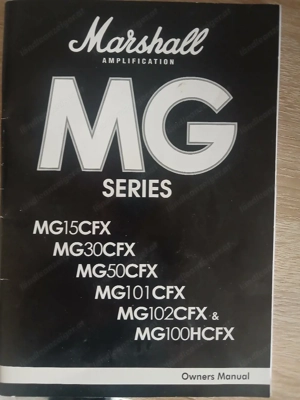 Marshall
AMPLIFICATION
MG
SERIES
MG15CFX
MG30CFX
MG50CFX
MG101CFX
MG102CFX &
MG100HCFX
Owners Manual